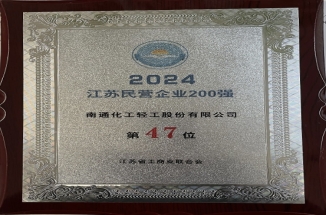 2024
江苏民营企业200强
南通化工轻工股份有限公司
第47位
江苏省工商业联合会